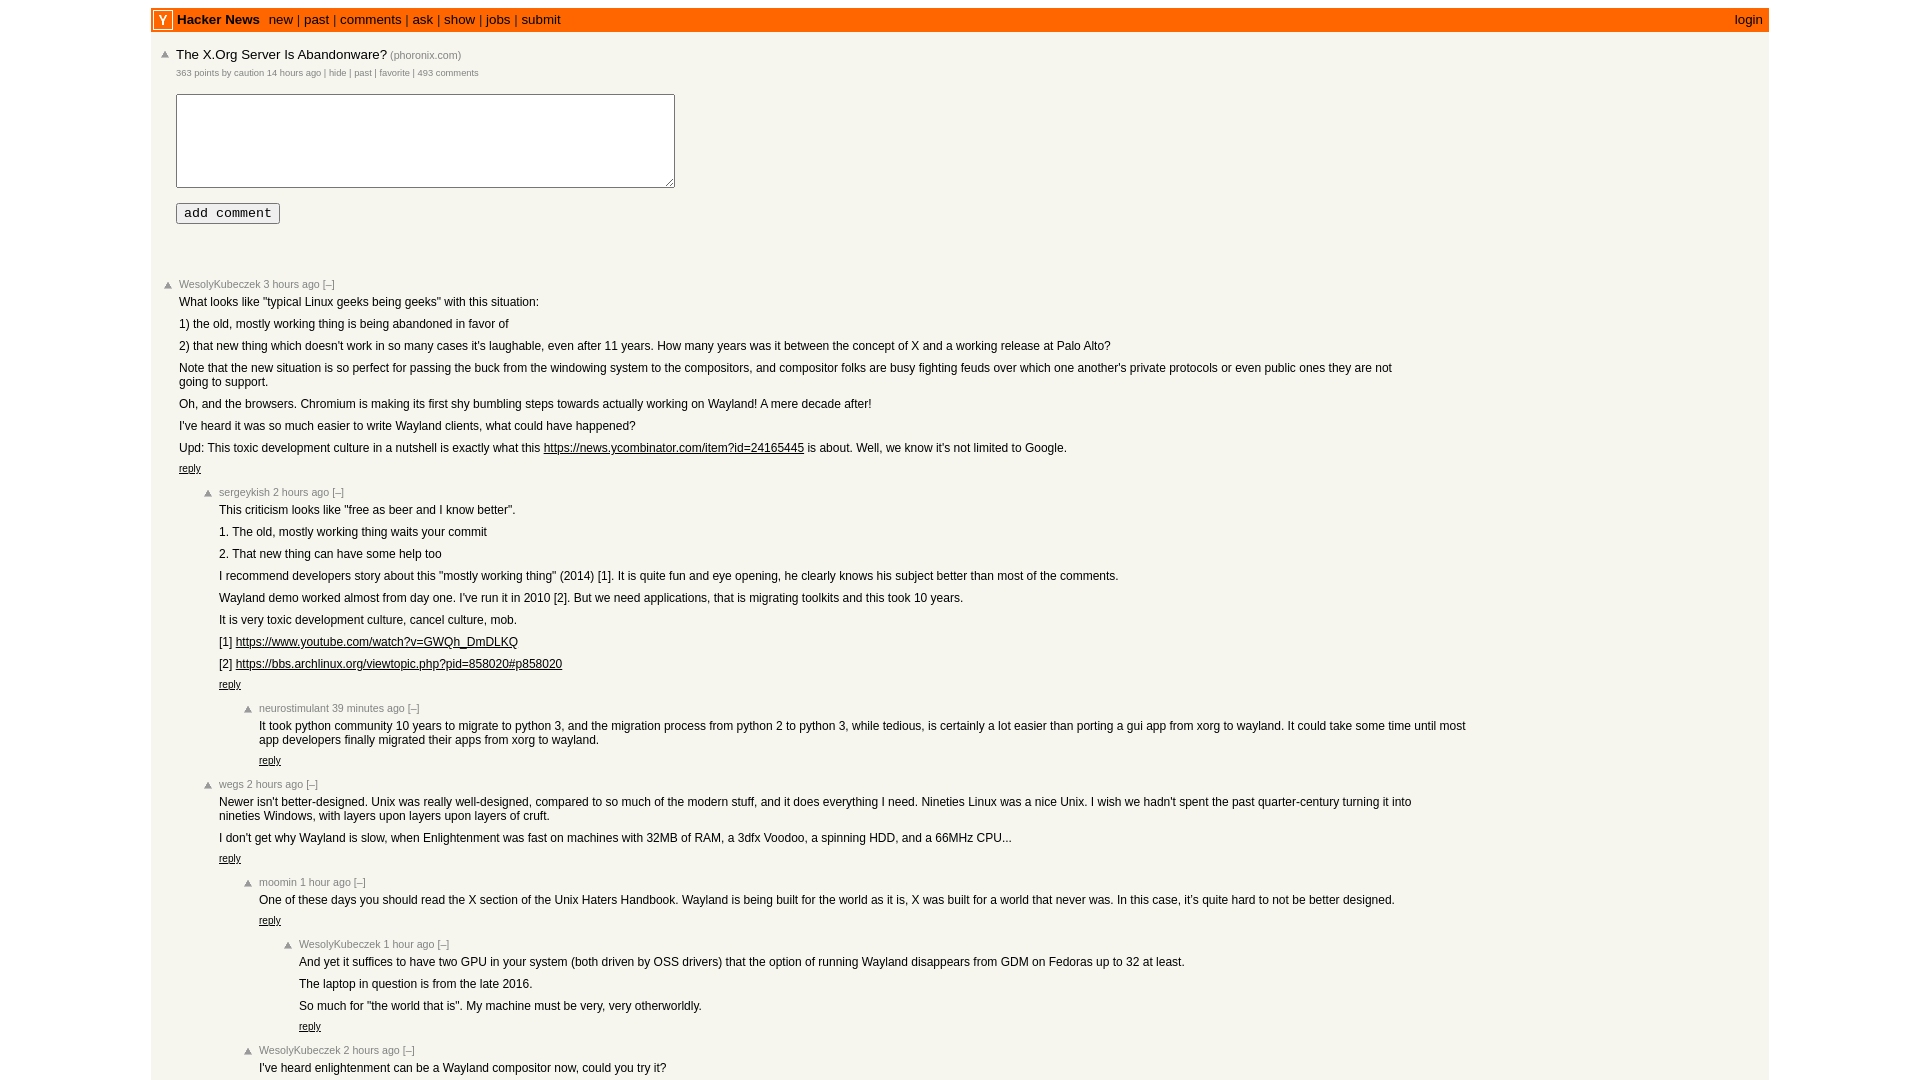 Y Hacker News new | past | comments | ask | show | jobs | submit login
The X.Org Server Is Abandonware? (phoronix.com)
363 points by caution 14 hours ago | hide | past | favorite | 493 comments
add comment
WesolyKubeczek 3 hours ago [–]
What looks like "typical Linux geeks being geeks" with this situation:
1) the old, mostly working thing is being abandoned in favor of
2) that new thing which doesn't work in so many cases it's laughable, even after 11 years. How many years was it between the concept of X and a working release at Palo Alto?
Note that the new situation is so perfect for passing the buck from the windowing system to the compositors, and compositor folks are busy fighting feuds over which one another's private protocols or even public ones they are not
going to support.
Oh, and the browsers. Chromium is making its first shy bumbling steps towards actually working on Wayland! A mere decade after!
I've heard it was so much easier to write Wayland clients, what could have happened?
Upd: This toxic development culture in a nutshell is exactly what this https://news.ycombinator.com/item?id=24165445 is about. Well, we know it's not limited to Google.
reply
sergeykish 2 hours ago [–]
This criticism looks like "free as beer and I know better".
1. The old, mostly working thing waits your commit
2. That new thing can have some help too
I recommend developers story about this "mostly working thing" (2014) [1]. It is quite fun and eye opening, he clearly knows his subject better than most of the comments.
Wayland demo worked almost from day one. I've run it in 2010 [2]. But we need applications, that is migrating toolkits and this took 10 years.
It is very toxic development culture, cancel culture, mob.
[1] https://www.youtube.com/watch?v=GWQh_DmDLKQ
[2] https://bbs.archlinux.org/viewtopic.php?pid=858020#p858020
reply
neurostimulant 39 minutes ago [–]
It took python community 10 years to migrate to python 3, and the migration process from python 2 to python 3, while tedious, is certainly a lot easier than porting a gui app from xorg to wayland. It could take some time until most
app developers finally migrated their apps from xorg to wayland.
reply
wegs 2 hours ago [–]
Newer isn't better-designed. Unix was really well-designed, compared to so much of the modern stuff, and it does everything I need. Nineties Linux was a nice Unix. I wish we hadn't spent the past quarter-century turning it into
nineties Windows, with layers upon layers upon layers of cruft.
I don't get why Wayland is slow, when Enlightenment was fast on machines with 32MB of RAM, a 3dfx Voodoo, a spinning HDD, and a 66MHz CPU...
reply
moomin 1 hour ago [–]
One of these days you should read the X section of the Unix Haters Handbook. Wayland is being built for the world as it is, X was built for a world that never was. In this case, it's quite hard to not be better designed.
reply
WesolyKubeczek 1 hour ago [–]
And yet it suffices to have two GPU in your system (both driven by OSS drivers) that the option of running Wayland disappears from GDM on Fedoras up to 32 at least.
The laptop in question is from the late 2016.
So much for "the world that is". My machine must be very, very otherworldly.
reply
WesolyKubeczek 2 hours ago [–]
I've heard enlightenment can be a Wayland compositor now, could you try it?